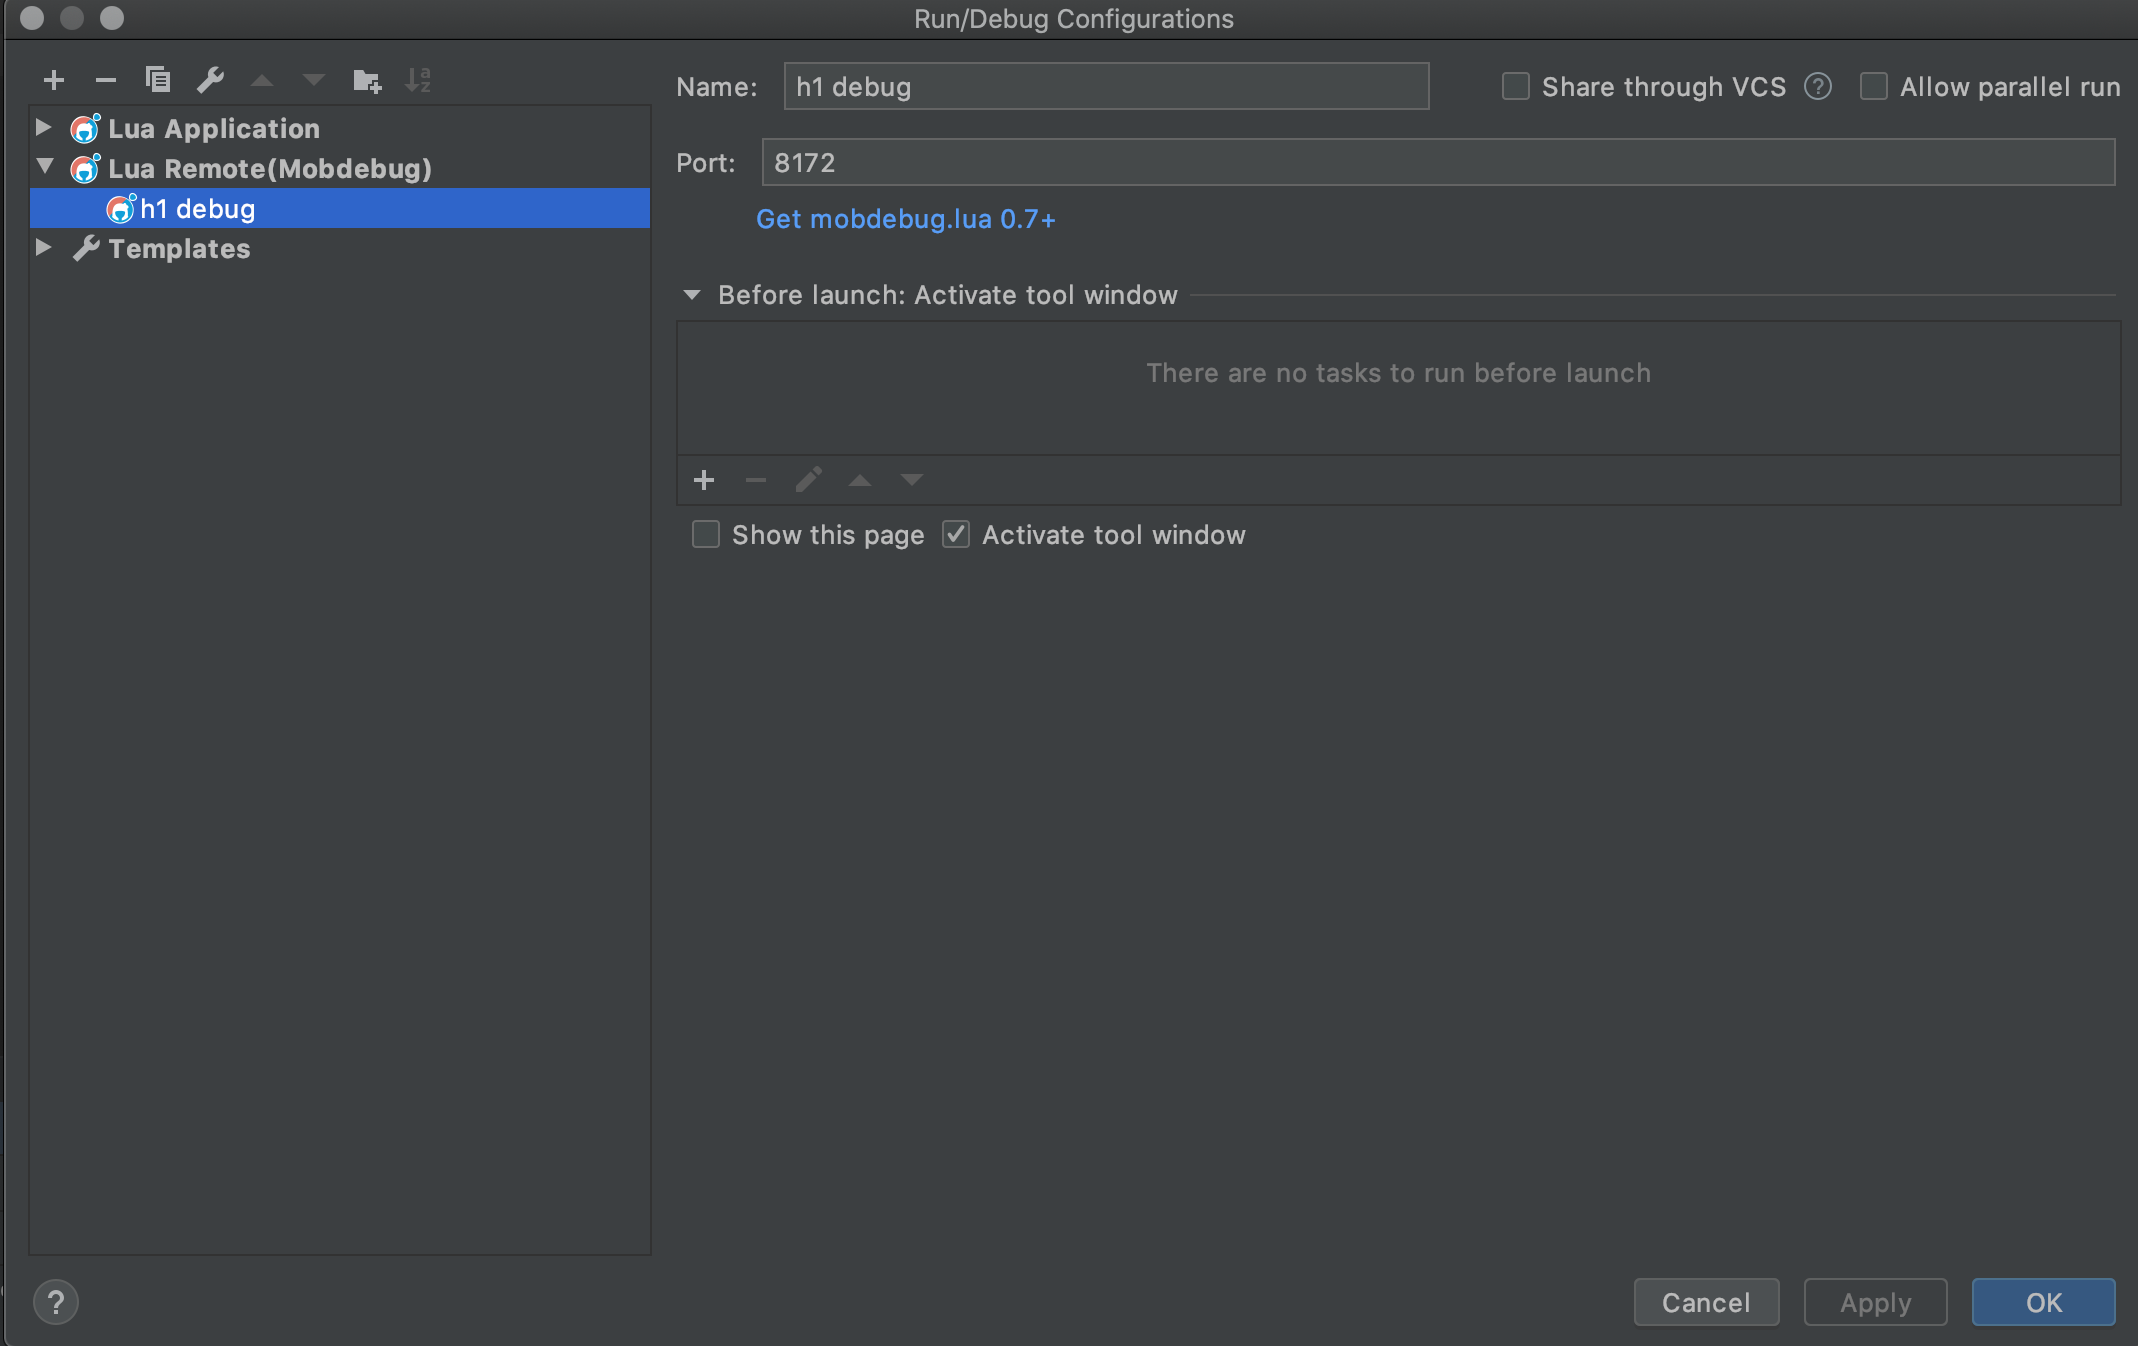 Run/Debug Configurations
Name: h1 debug
Share through VCS ?
Allow parallel run
Lua Application
Lua Remote(Mobdebug)
h1 debug
Templates
Port: 8172
Get mobdebug.lua 0.7+
Before launch: Activate tool window
There are no tasks to run before launch
Show this page
Activate tool window
?
Cancel
Apply
OK